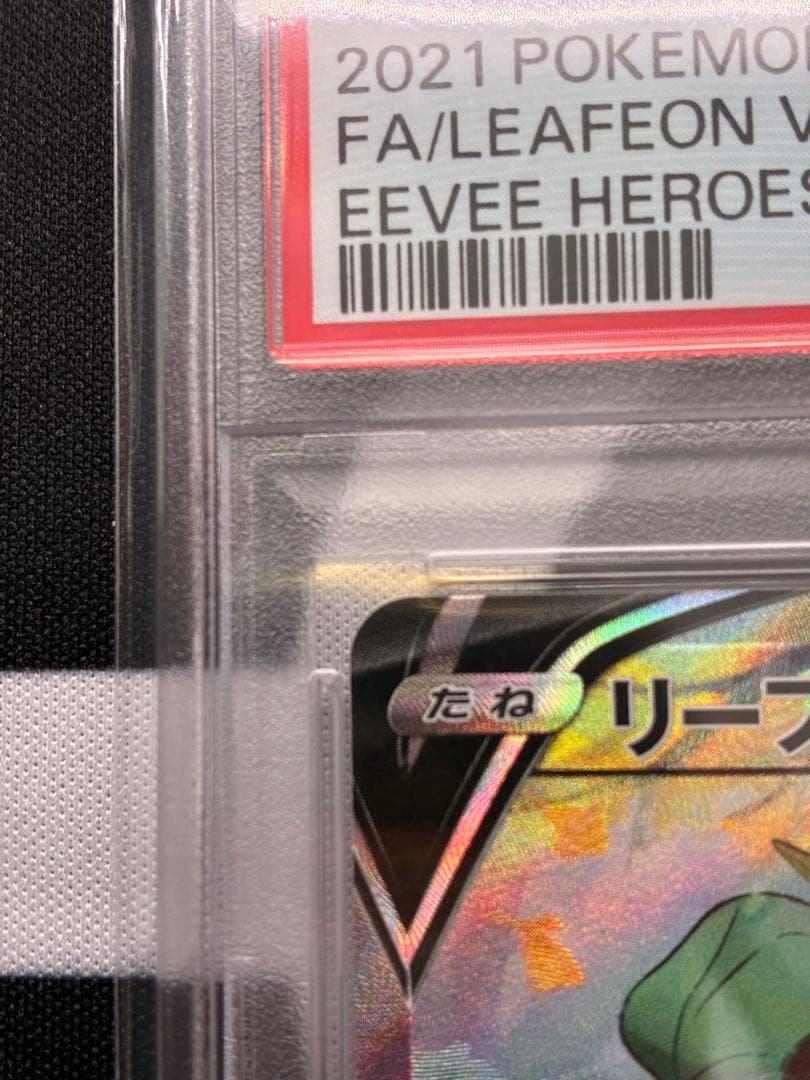 2021 POKEMON
FA/LEAFEON V
EEVEE HEROES
たね リーフ